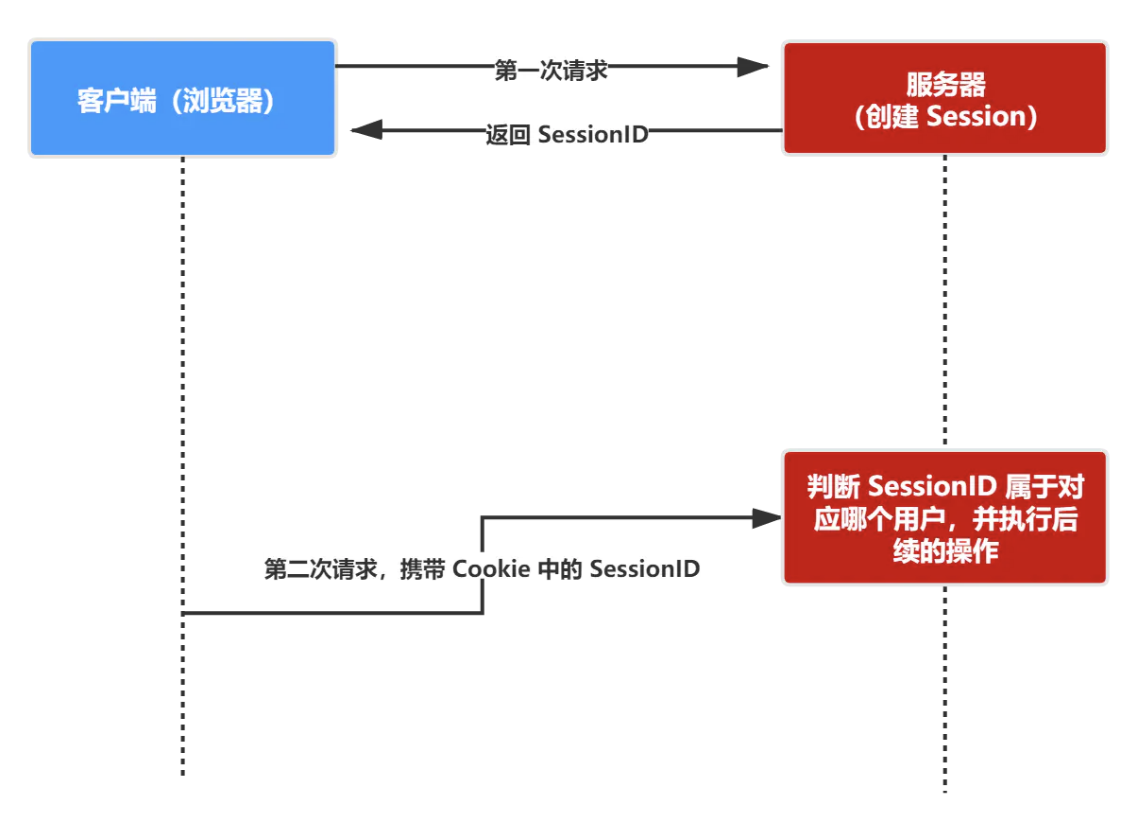 客户端（浏览器）
第一次请求
服务器
（创建 Session）
返回 SessionID
判断 SessionID 属于对
应哪个用户，并执行后
续的操作
第二次请求，携带 Cookie 中的 SessionID